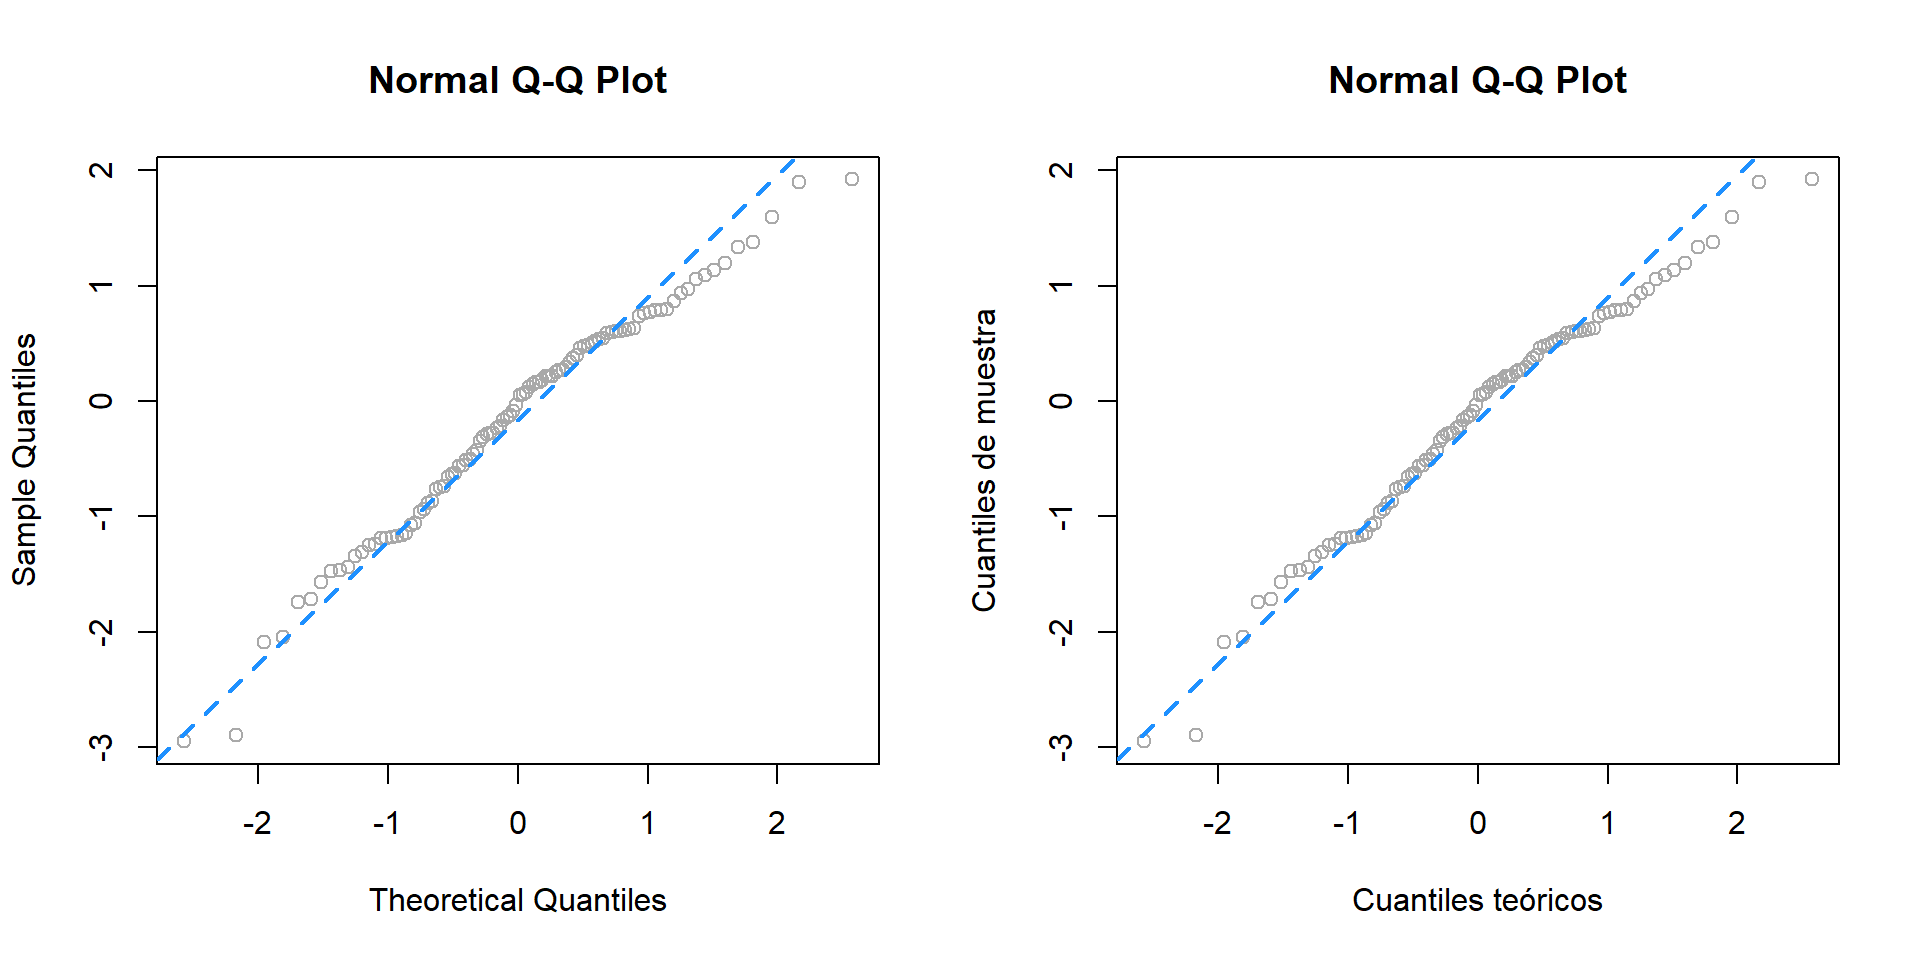 Normal Q-Q Plot
Sample Quantiles
2
1
0
-1
-2
-3
-2 -1 0 1 2
Theoretical Quantiles
Normal Q-Q Plot
Cuantiles de muestra
2
1
0
-1
-2
-3
-2 -1 0 1 2
Cuantiles teóricos